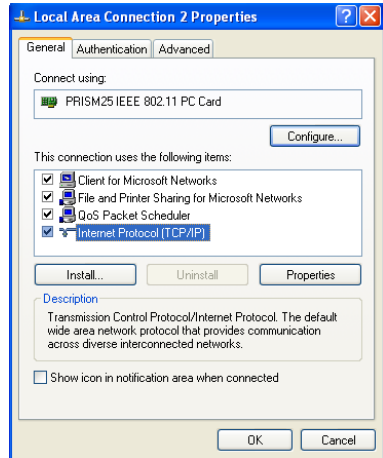 Local Area Connection 2 Properties
General Authentication Advanced
Connect using:
PRISM25 IEEE 802.11 PC Card
Configure...
This connection uses the following items:
Client for Microsoft Networks
File and Printer Sharing for Microsoft Networks
QoS Packet Scheduler
Internet Protocol (TCP/IP)
Install... Uninstall Properties
Description
Transmission Control Protocol/Internet Protocol. The default
wide area network protocol that provides communication
across diverse interconnected networks.
Show icon in notification area when connected
OK Cancel